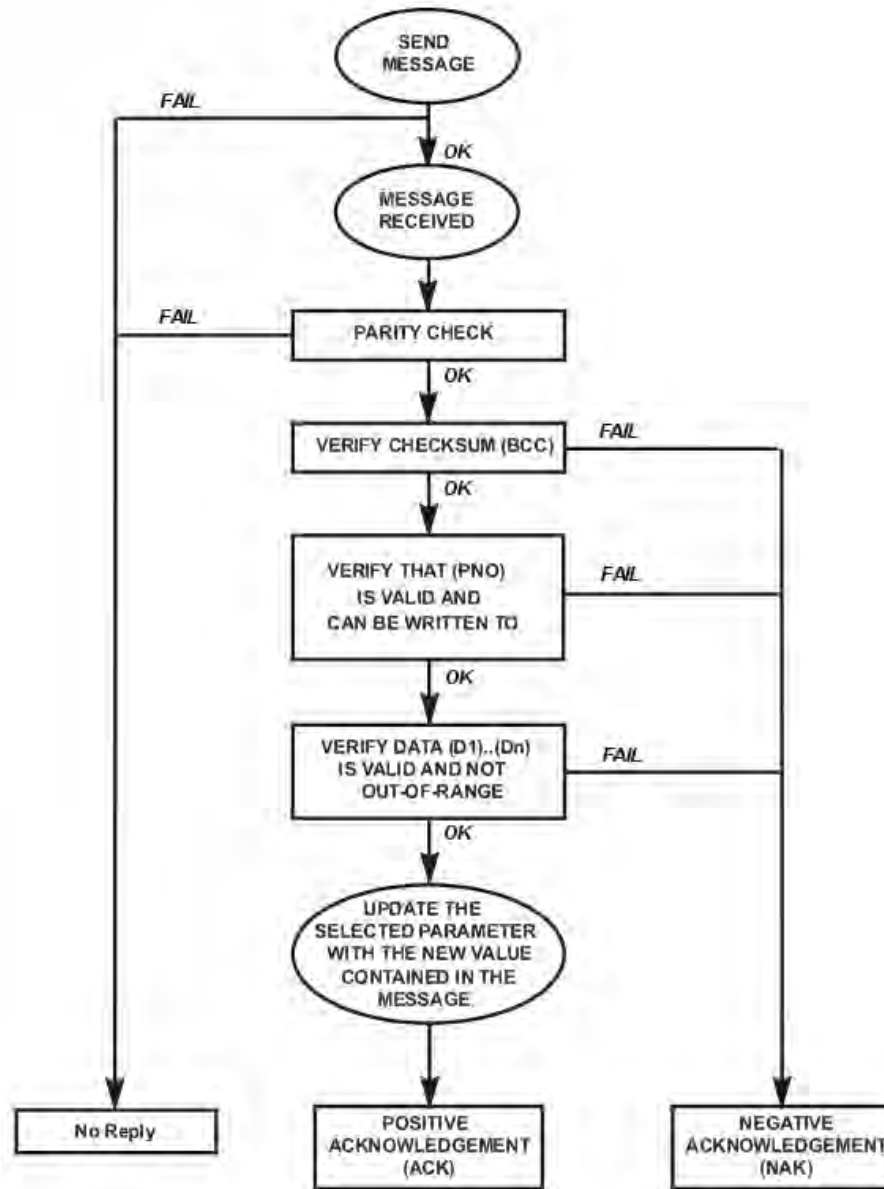 SEND
MESSAGE
FAIL
OK
MESSAGE
RECEIVED
FAIL
PARITY CHECK
OK
VERIFY CHECKSUM (BCC)
FAIL
OK
VERIFY THAT (PNO)
IS VALID AND
CAN BE WRITTEN TO
FAIL
OK
VERIFY DATA (D1)..(Dn)
IS VALID AND NOT
OUT-OF-RANGE
FAIL
OK
UPDATE THE
SELECTED PARAMETER
WITH THE NEW VALUE
CONTAINED IN THE
MESSAGE
No Reply
POSITIVE
ACKNOWLEDGEMENT
(ACK)
NEGATIVE
ACKNOWLEDGEMENT
(NAK)